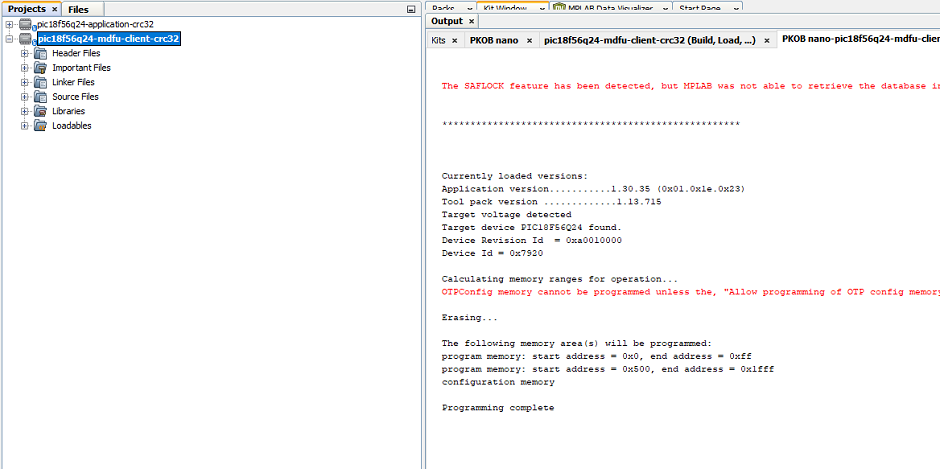 Projects
Files
pic18f56q24-application-crc32
pic18f56q24-mdfu-client-crc32
Header Files
Important Files
Linker Files
Source Files
Libraries
Loadables
Packs
Kit Window
MPLAB Data Visualizer
Start Page
Output
Kits
PKOB nano
pic18f56q24-mdfu-client-crc32 (Build, Load, ...)
PKOB nano-pic18f56q24-mdfu-clie
The SAFLOCK feature has been detected, but MPLAB was not able to retrieve the database i
*****************************************************
Currently loaded versions:
Application version...........1.30.35 (0x01.0x1e.0x23)
Tool pack version .............1.13.715
Target voltage detected
Target device PIC18F56Q24 found.
Device Revision Id  = 0xa0010000
Device Id = 0x7920
Calculating memory ranges for operation...
OTPConfig memory cannot be programmed unless the, "Allow programming of OTP config memory
Erasing...
The following memory area(s) will be programmed:
program memory: start address = 0x0, end address = 0xff
program memory: start address = 0x500, end address = 0x1fff
configuration memory
Programming complete